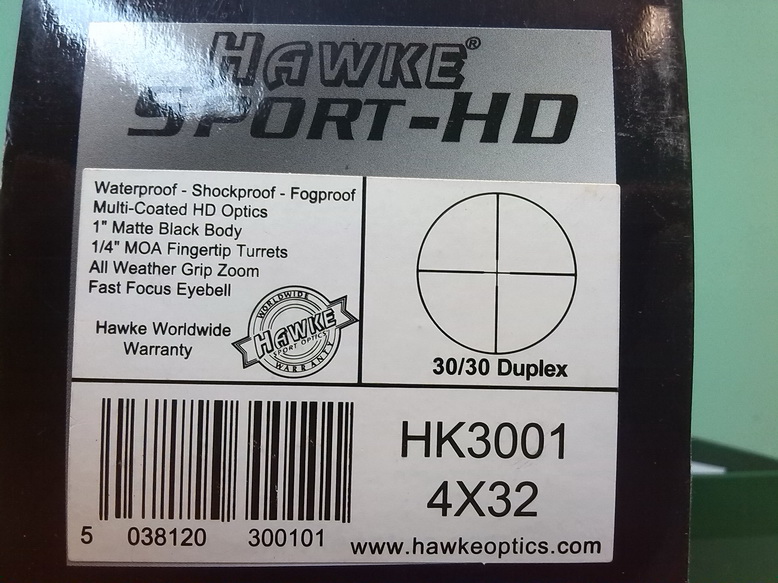 HAWKE®
SPORT-HD
Waterproof - Shockproof - Fogproof
Multi-Coated HD Optics
1" Matte Black Body
1/4" MOA Fingertip Turrets
All Weather Grip Zoom
Fast Focus Eyebell
Hawke Worldwide
Warranty
WORLDWIDE
HAWKE
SPORT OPTICS
WARRANTY
30/30 Duplex
HK3001
4X32
5 038120 300101
www.hawkeoptics.com